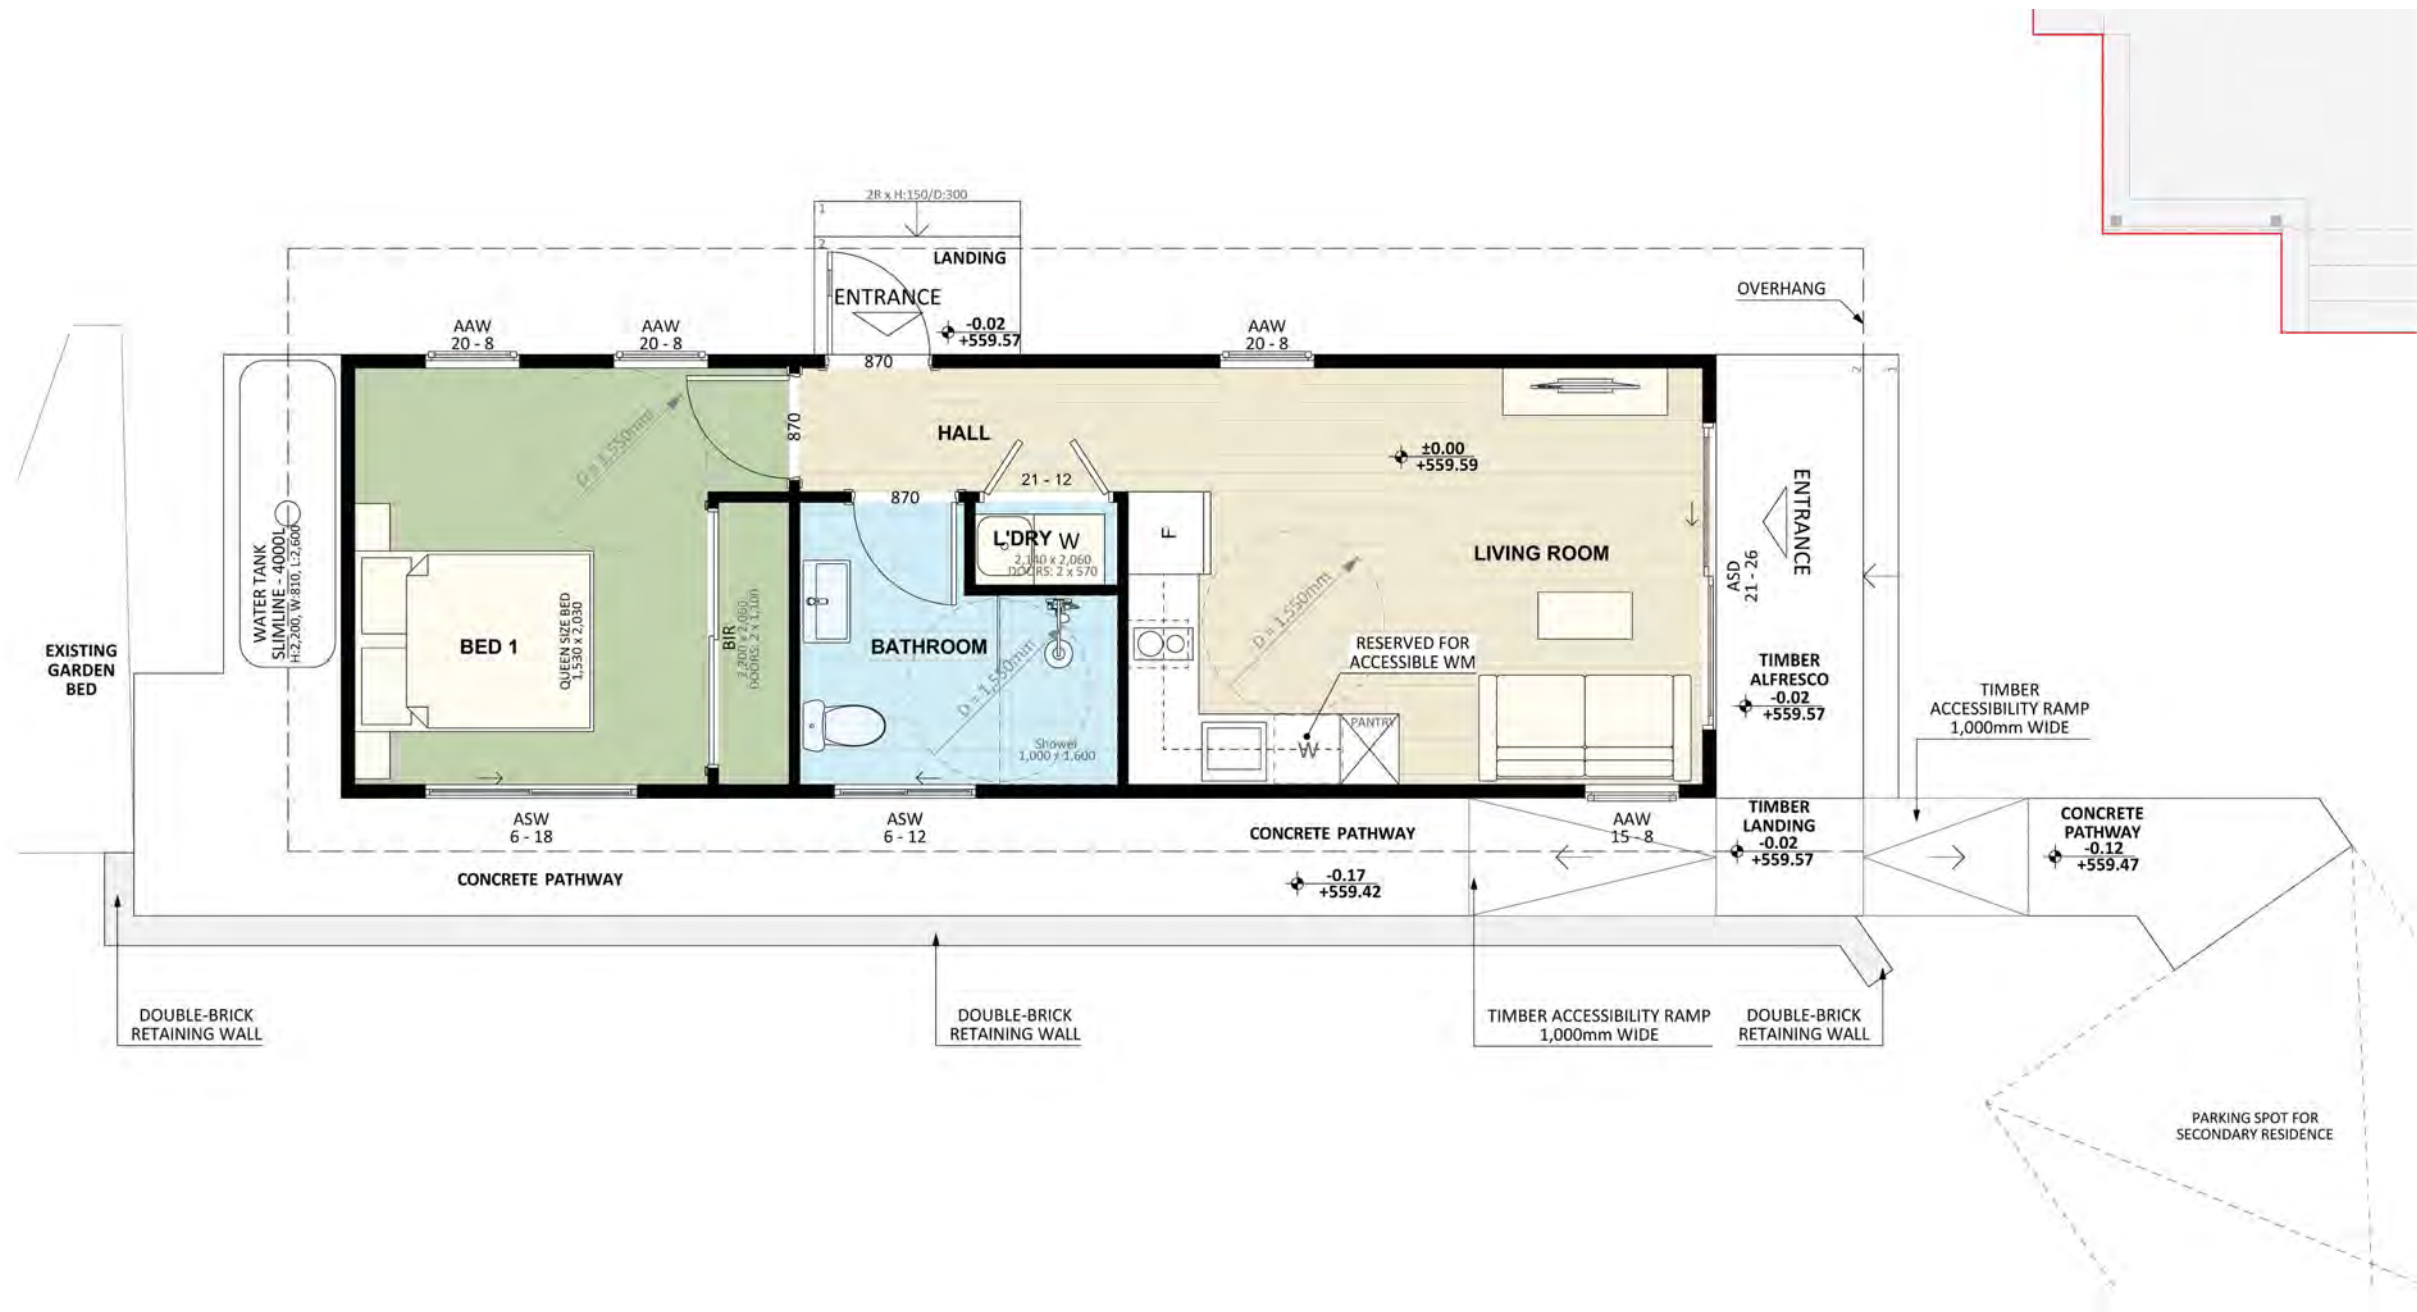 2R x H:150/D:300
1
2
LANDING
ENTRANCE
-0.02
+559.57
OVERHANG
AAW
20 - 8
AAW
20 - 8
870
AAW
20 - 8
2
1
D = 1,550mm
870
HALL
±0.00
+559.59
21 - 12
870
WATER TANK
SLIMLINE - 4000L
H:2,200, W:810, L:2,600
L'DRY
W
2,140 x 2,060
DOORS: 2 x 570
F
LIVING ROOM
ASD
21 - 26
ENTRANCE
EXISTING
GARDEN
BED
BED 1
QUEEN SIZE BED
1,530 x 2,030
BIR
2,200 x 2,060
DOORS: 2 x 1,100
BATHROOM
D = 1,550mm
D = 1,550mm
RESERVED FOR
ACCESSIBLE WM
TIMBER
ALFRESCO
-0.02
+559.57
TIMBER
ACCESSIBILITY RAMP
1,000mm WIDE
Shower
1,000 x 1,600
W
PANTRY
ASW
6 - 18
ASW
6 - 12
CONCRETE PATHWAY
AAW
15 - 8
TIMBER
LANDING
-0.02
+559.57
CONCRETE
PATHWAY
-0.12
+559.47
CONCRETE PATHWAY
-0.17
+559.42
DOUBLE-BRICK
RETAINING WALL
DOUBLE-BRICK
RETAINING WALL
TIMBER ACCESSIBILITY RAMP
1,000mm WIDE
DOUBLE-BRICK
RETAINING WALL
PARKING SPOT FOR
SECONDARY RESIDENCE